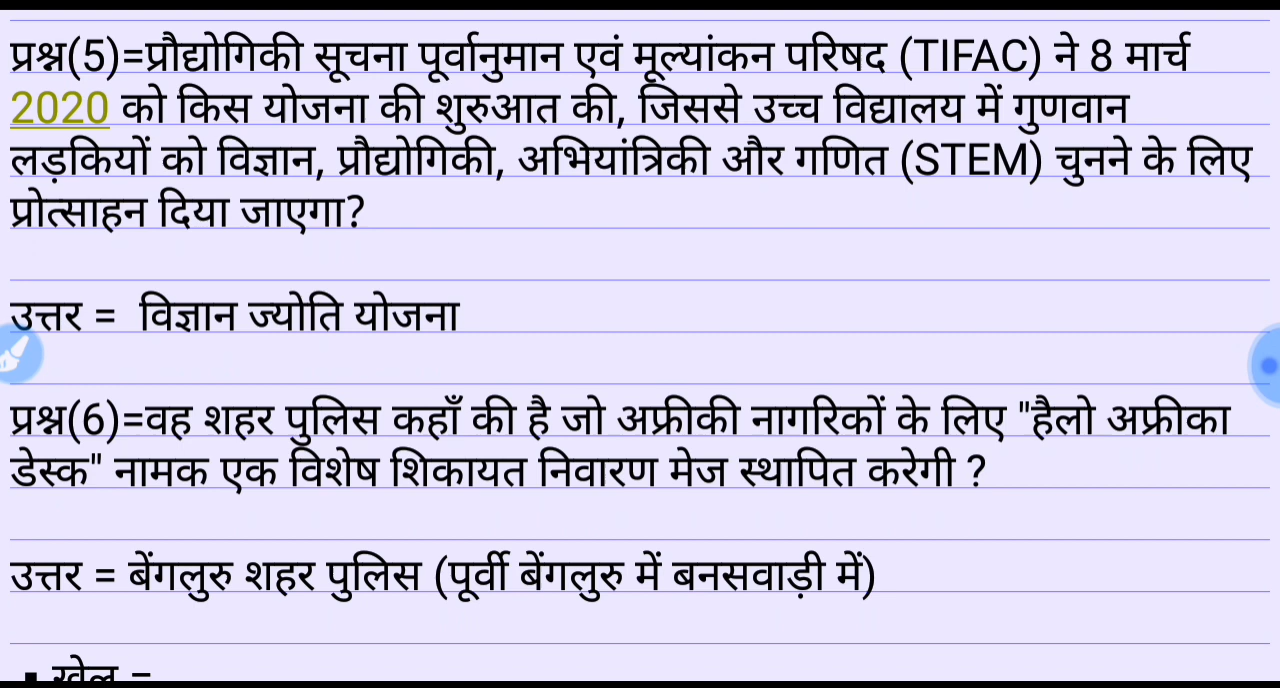 प्रश्न(5)=प्रौद्योगिकी सूचना पूर्वानुमान एवं मूल्यांकन परिषद (TIFAC) ने 8 मार्च
2020 को किस योजना की शुरुआत की, जिससे उच्च विद्यालय में गुणवान
लड़कियों को विज्ञान, प्रौद्योगिकी, अभियांत्रिकी और गणित (STEM) चुनने के लिए
प्रोत्साहन दिया जाएगा?
उत्तर = विज्ञान ज्योति योजना
प्रश्न(6)=वह शहर पुलिस कहाँ की है जो अफ्रीकी नागरिकों के लिए "हैलो अफ्रीका
डेस्क" नामक एक विशेष शिकायत निवारण मेज स्थापित करेगी ?
उत्तर = बेंगलुरु शहर पुलिस (पूर्वी बेंगलुरु में बनसवाड़ी में)
▪ खेल =